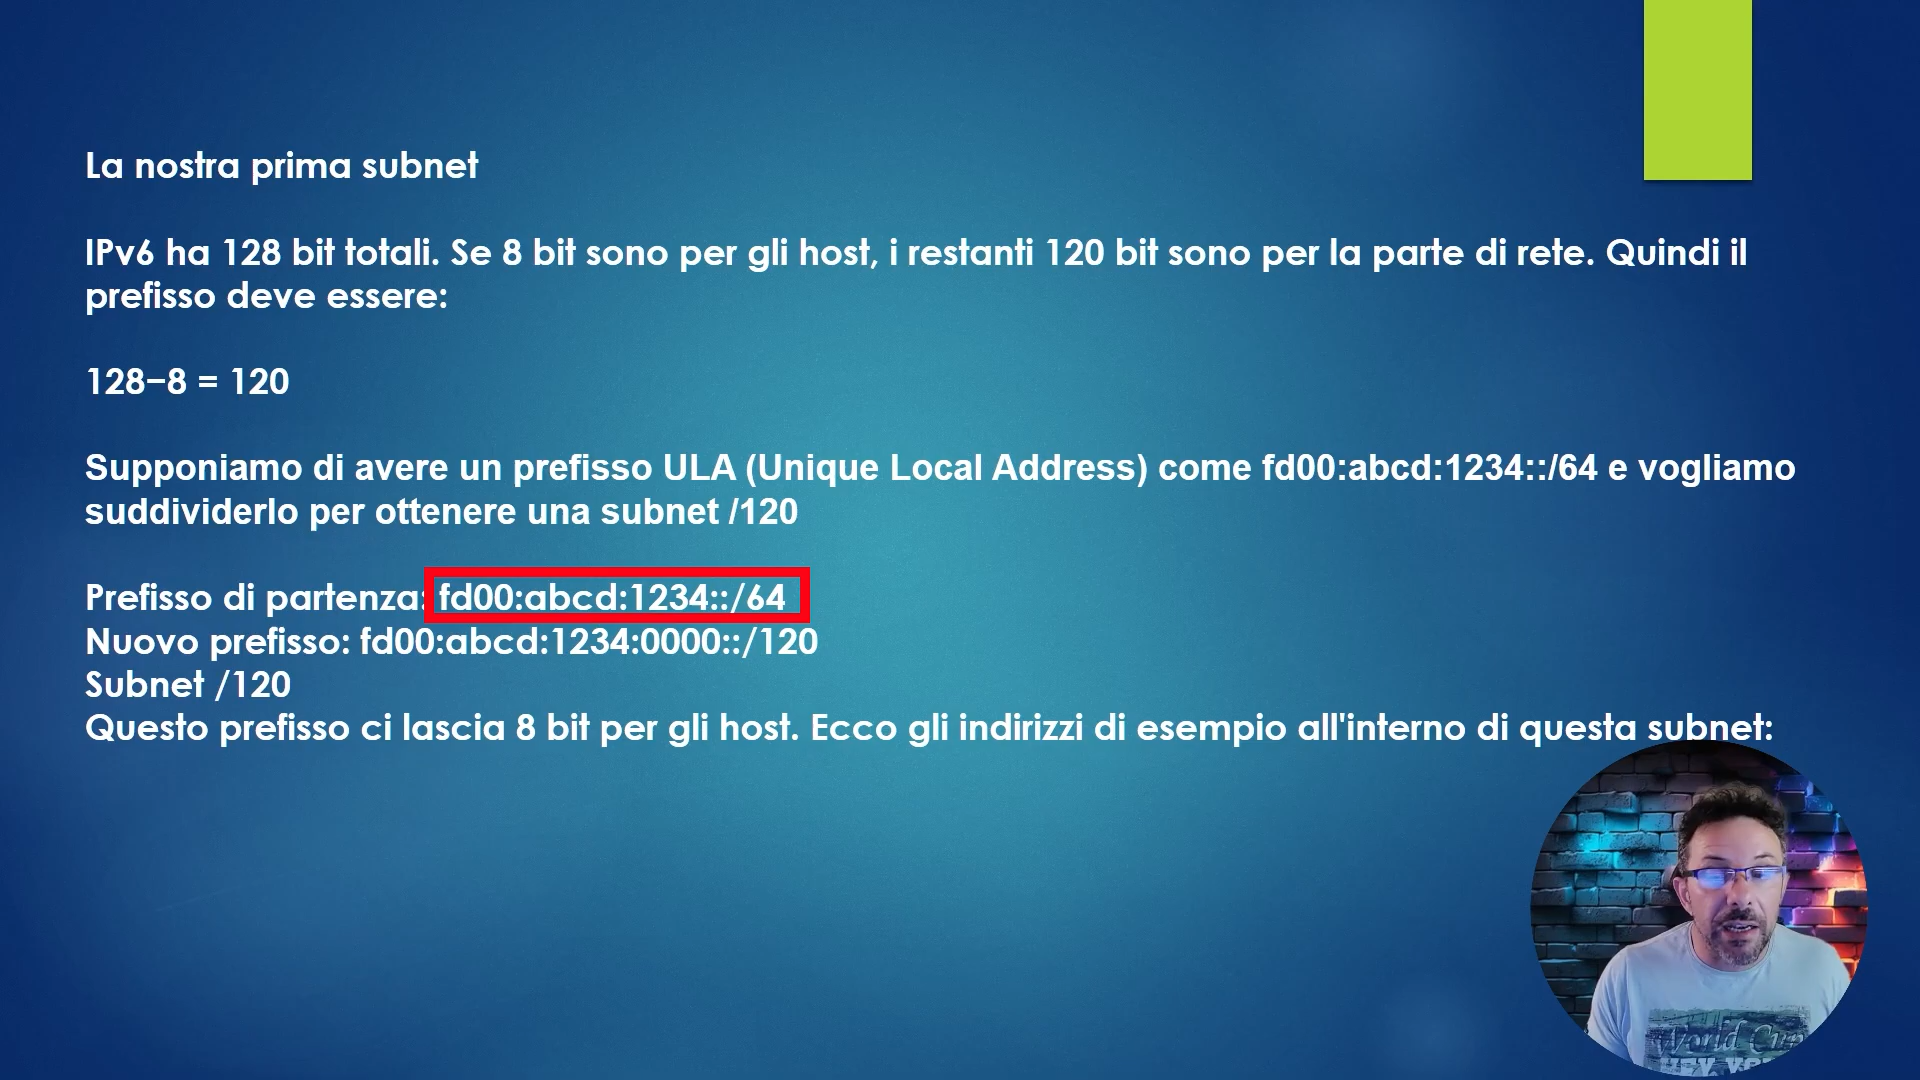 La nostra prima subnet
IPv6 ha 128 bit totali. Se 8 bit sono per gli host, i restanti 120 bit sono per la parte di rete. Quindi il
prefisso deve essere:
128−8 = 120
Supponiamo di avere un prefisso ULA (Unique Local Address) come fd00:abcd:1234::/64 e vogliamo
suddividerlo per ottenere una subnet /120
Prefisso di partenza: fd00:abcd:1234::/64
Nuovo prefisso: fd00:abcd:1234:0000::/120
Subnet /120
Questo prefisso ci lascia 8 bit per gli host. Ecco gli indirizzi di esempio all'interno di questa subnet:
World Cup